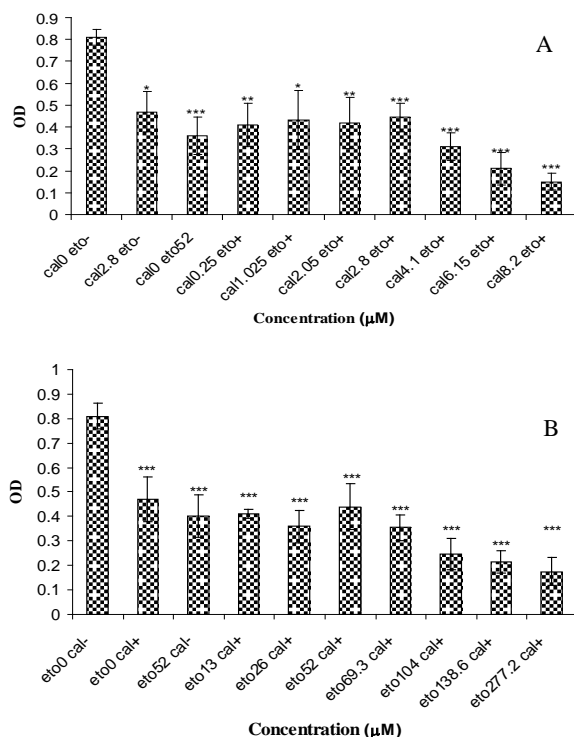 A
0.9
0.8
0.7
0.6
0.5
0.4
0.3
0.2
0.1
0
OD
* *** ** * ** *** *** *** ***
cal0 eto-
cal2.8 eto-
cal0 eto52
cal0.25 eto+
cal1.025 eto+
cal2.05 eto+
cal2.8 eto+
cal4.1 eto+
cal6.15 eto+
cal8.2 eto+
Concentration (μM)
B
1
0.9
0.8
0.7
0.6
0.5
0.4
0.3
0.2
0.1
0
OD
*** *** *** *** *** *** *** *** ***
eto0 cal-
eto0 cal+
eto52 cal-
eto13 cal+
eto26 cal+
eto52 cal+
eto69.3 cal+
eto104 cal+
eto138.6 cal+
eto277.2 cal+
Concentration (μM)